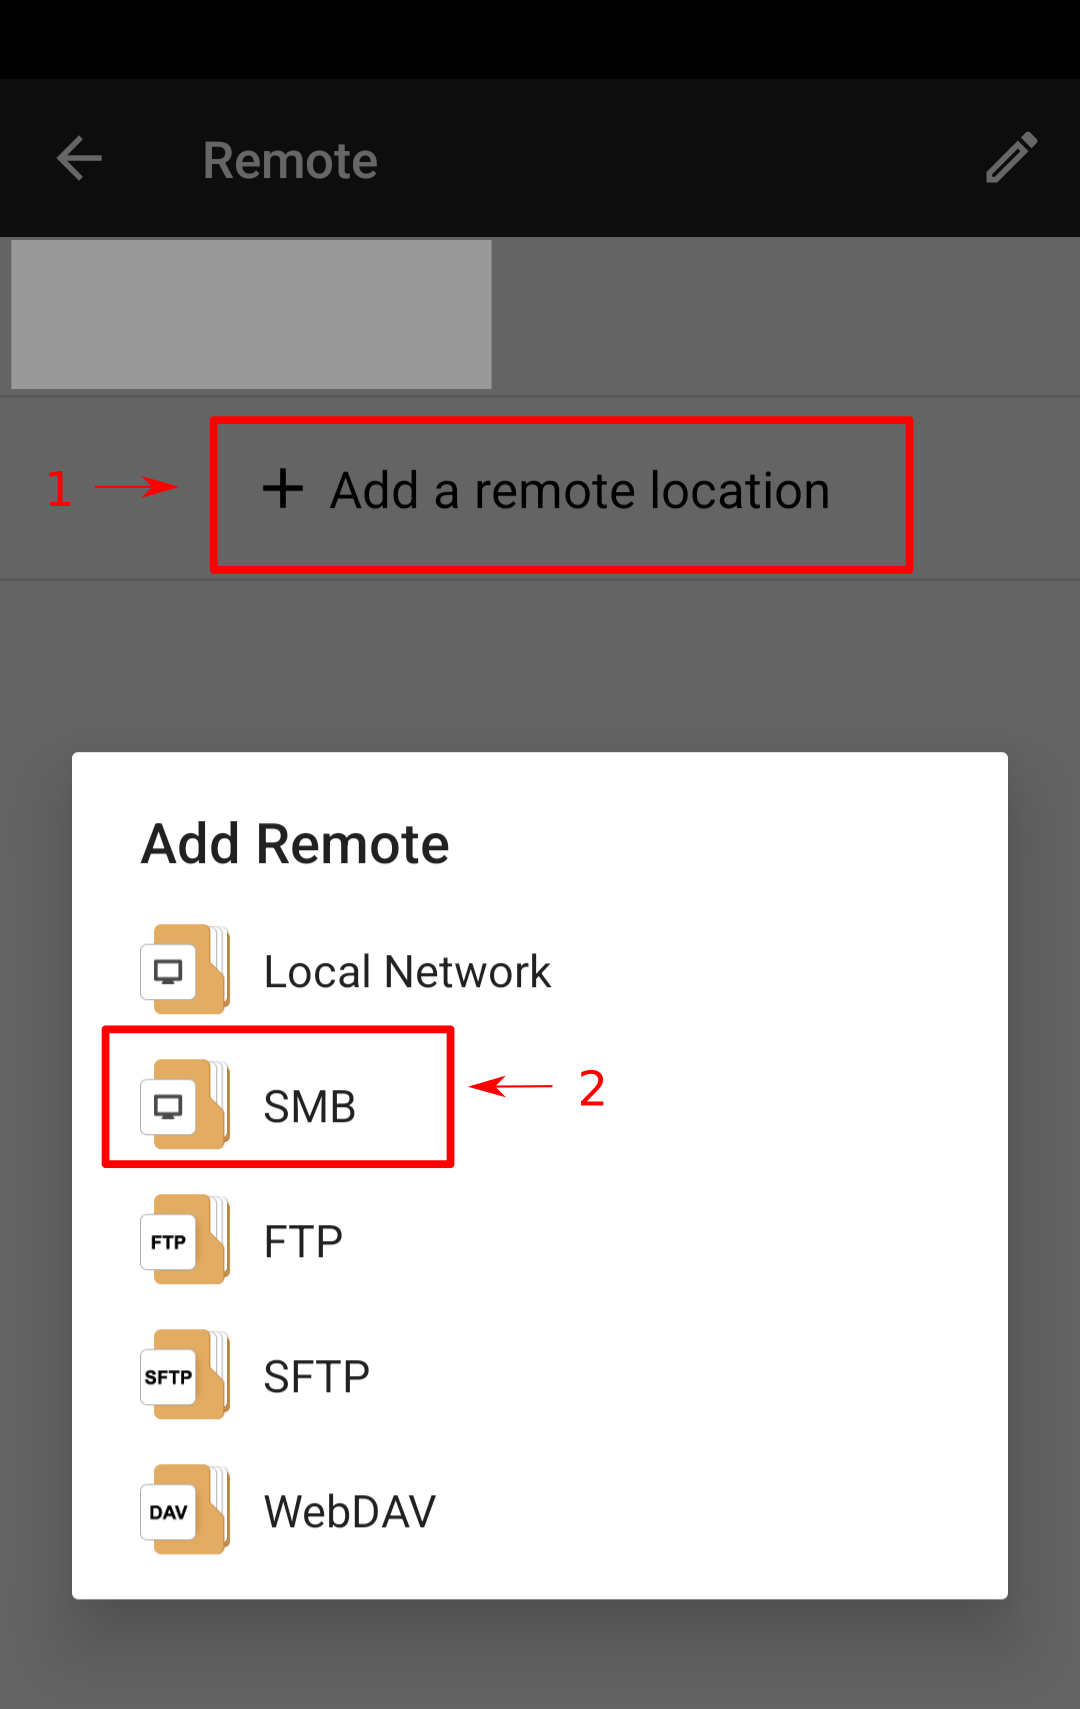 Remote
1
+ Add a remote location
Add Remote
Local Network
SMB
2
FTP
FTP
SFTP
SFTP
DAV
WebDAV